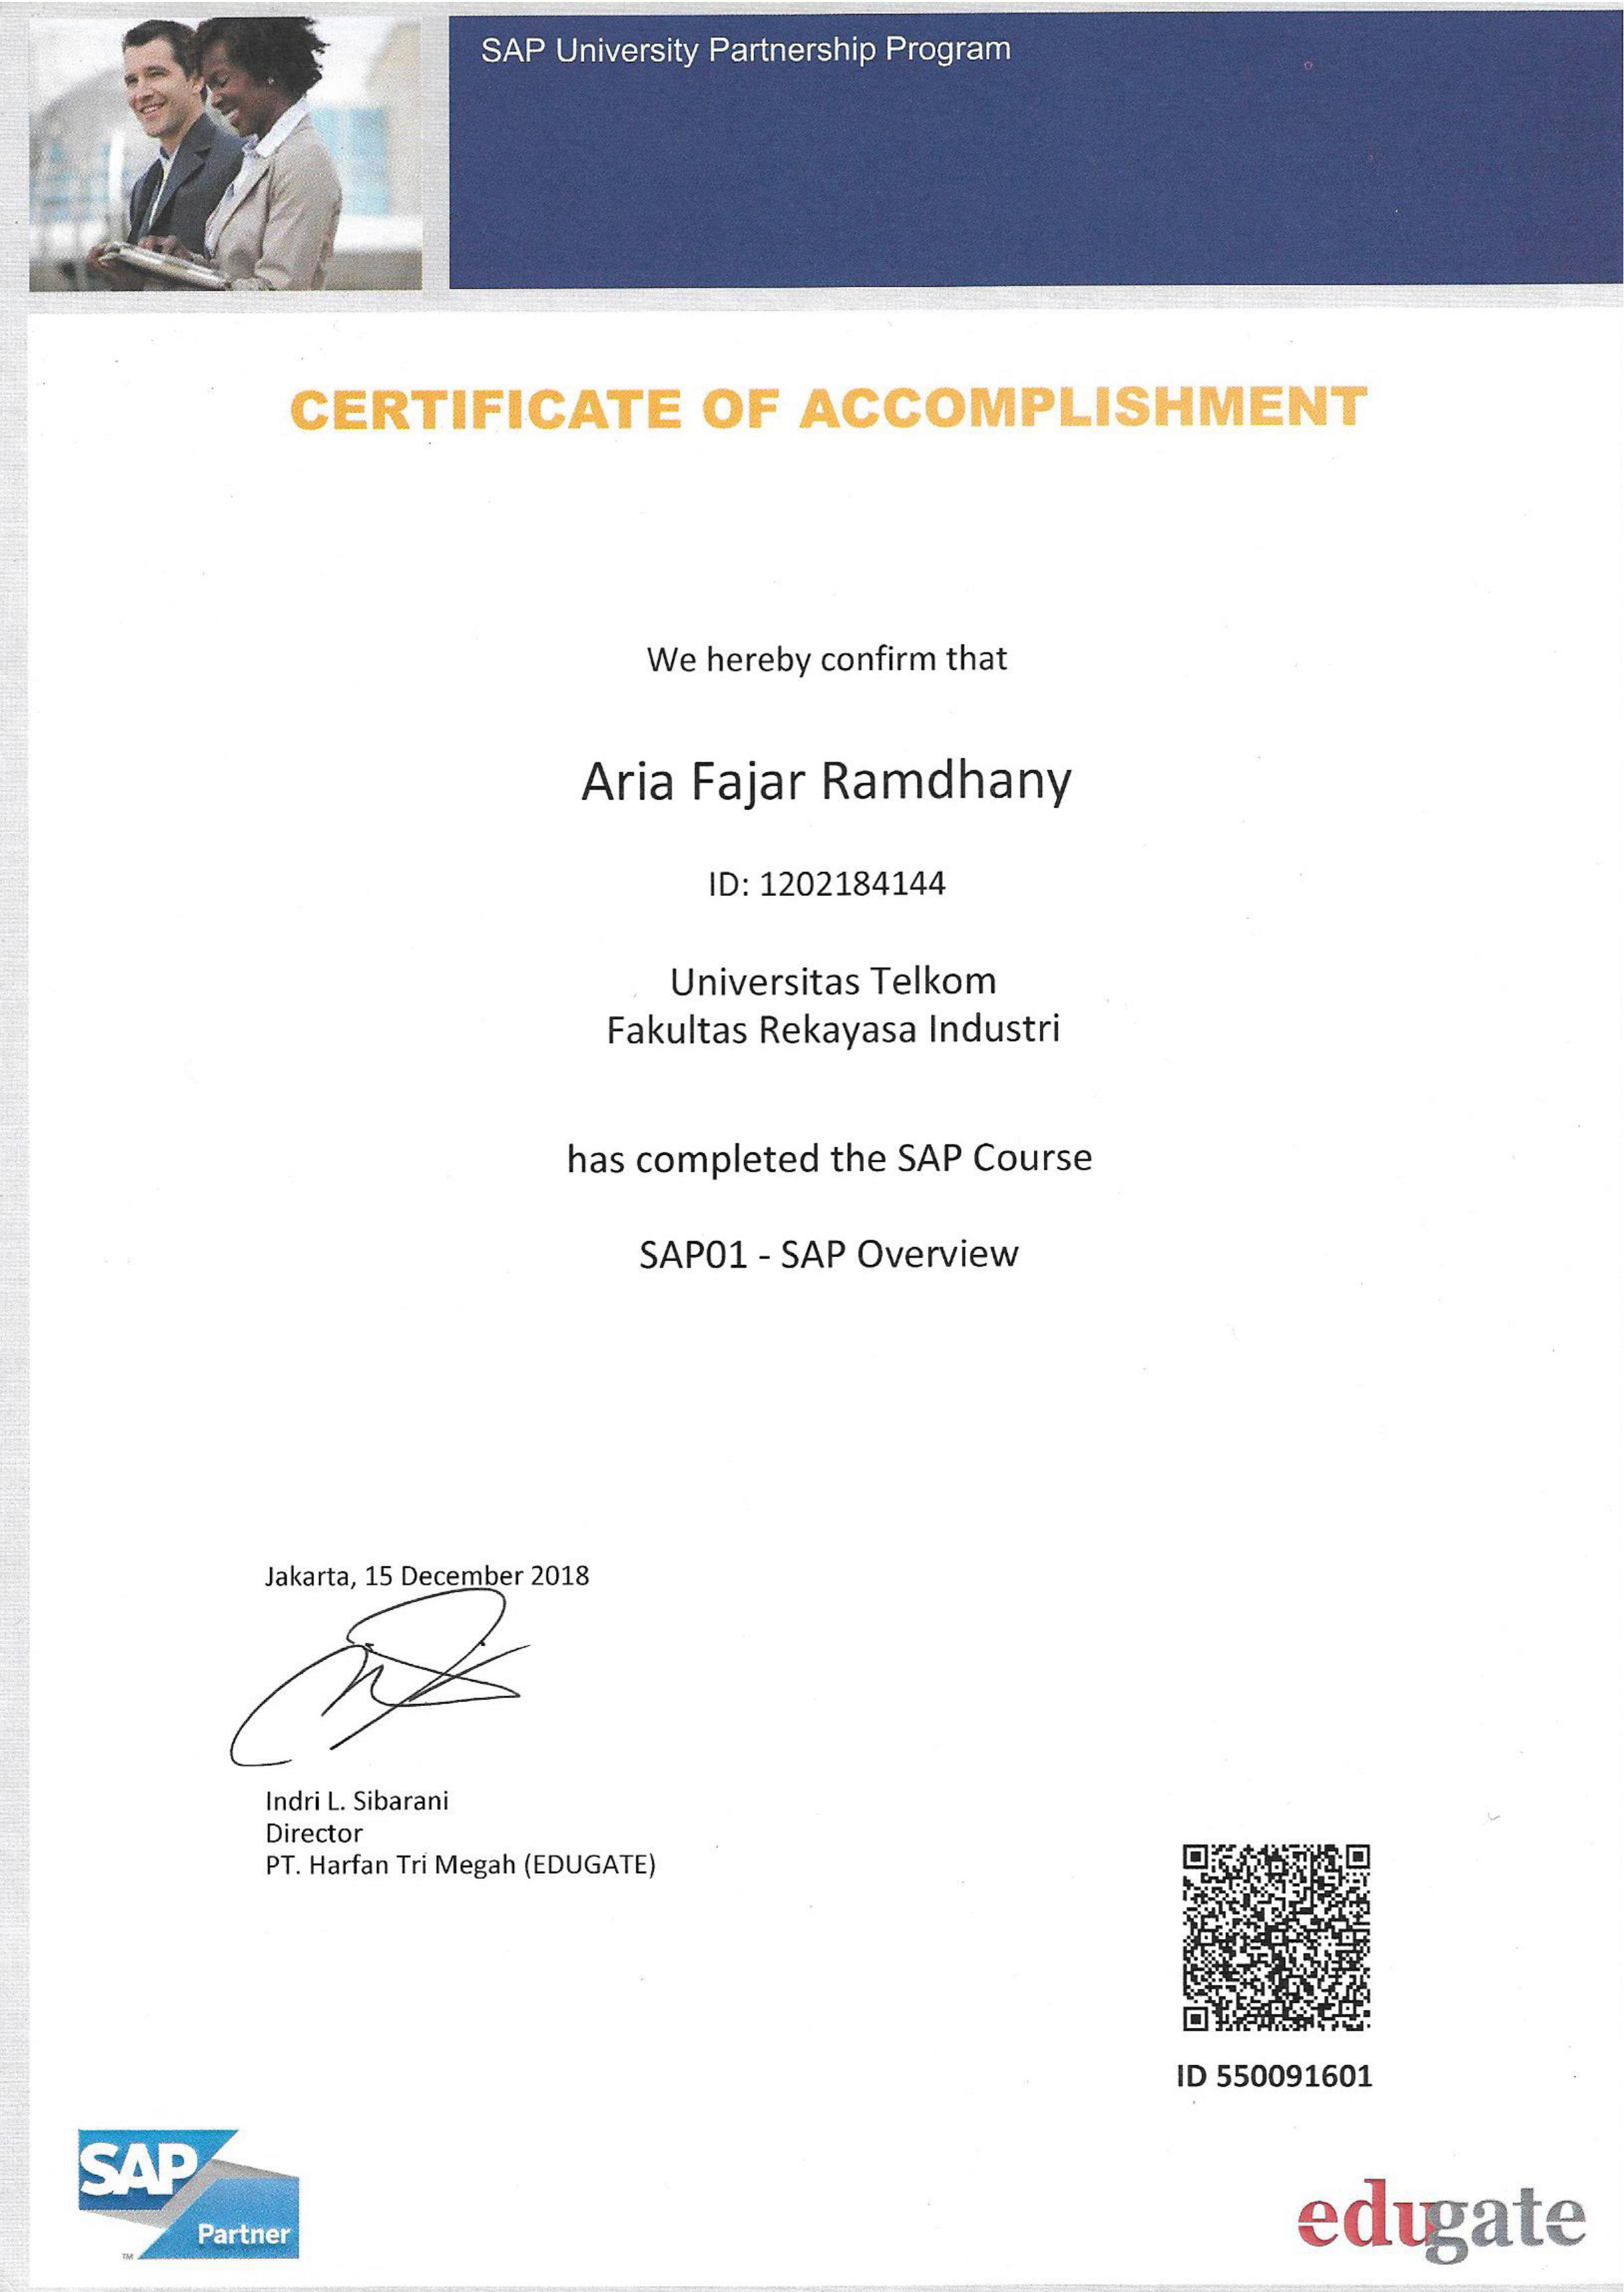 SAP University Partnership Program
CERTIFICATE OF ACCOMPLISHMENT
We hereby confirm that
Aria Fajar Ramdhany
ID: 1202184144
Universitas Telkom
Fakultas Rekayasa Industri
has completed the SAP Course
SAP01 - SAP Overview
Jakarta, 15 December 2018
Indri L. Sibarani
Director
PT. Harfan Tri Megah (EDUGATE)
ID 550091601
SAP
Partner
TM
edugate